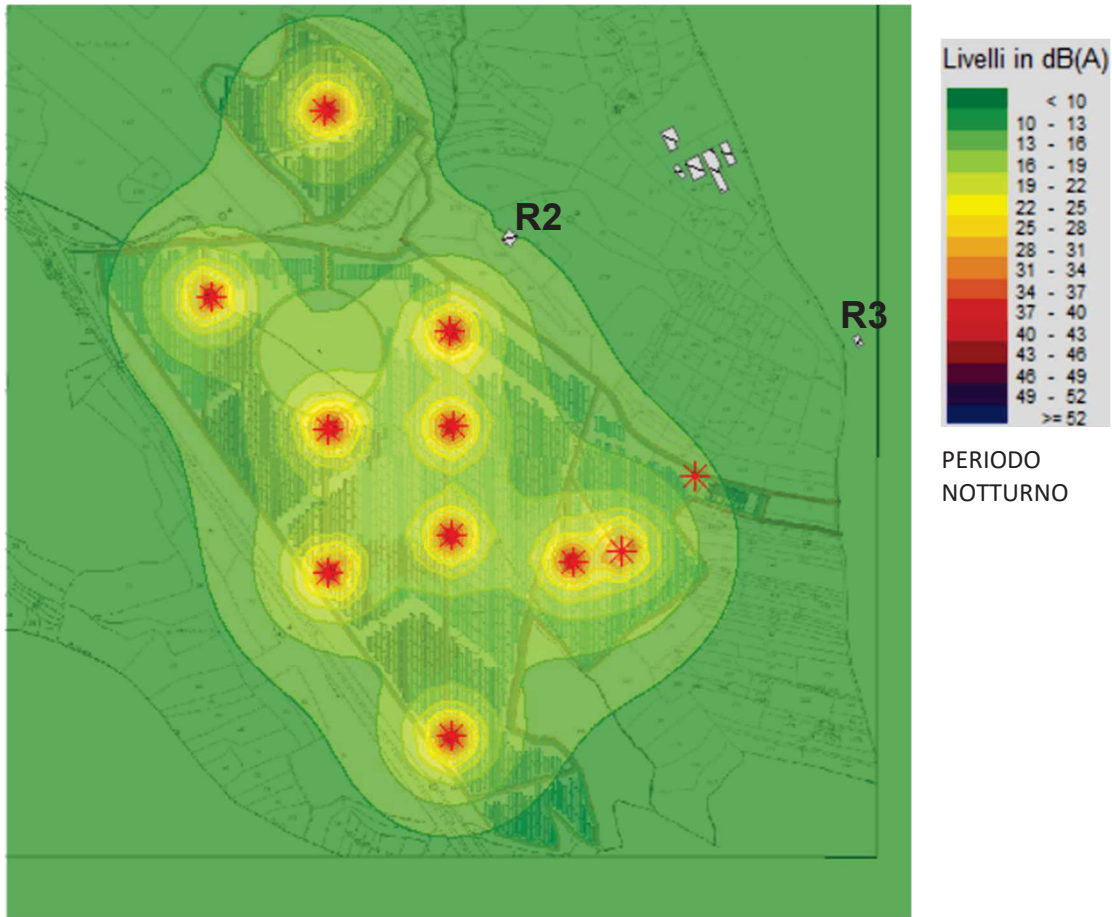 Livelli in dB(A)
< 10
10 - 13
13 - 16
16 - 19
19 - 22
22 - 25
25 - 28
28 - 31
31 - 34
34 - 37
37 - 40
40 - 43
43 - 46
46 - 49
49 - 52
>= 52
R2
R3
PERIODO
NOTTURNO